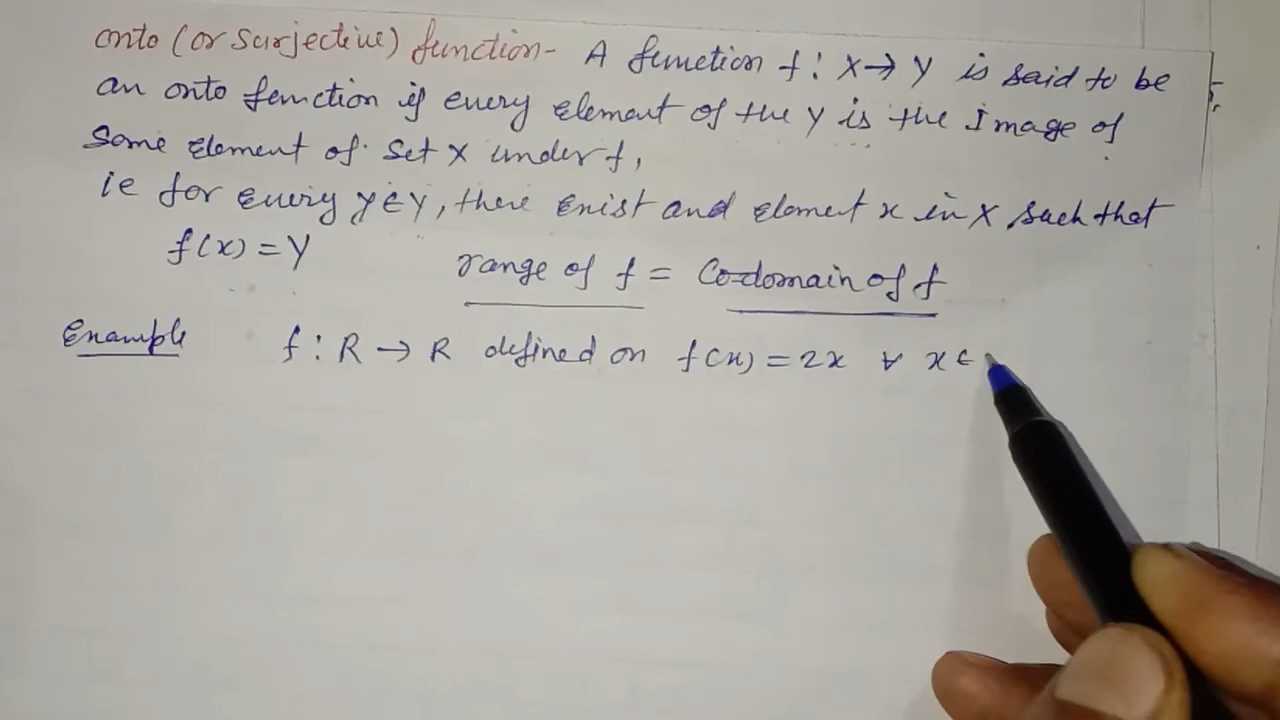 onto (or surjective) function - A function f : X → Y is said to be
an onto function if every element of the Y is the Image of
Some element of set X under f,
ie for every y ∈ Y, there exist and element x in X such that
f(x) = Y range of f = Co-domain of f
Example f : R → R defined on f(x) = 2x ∀ x ∈